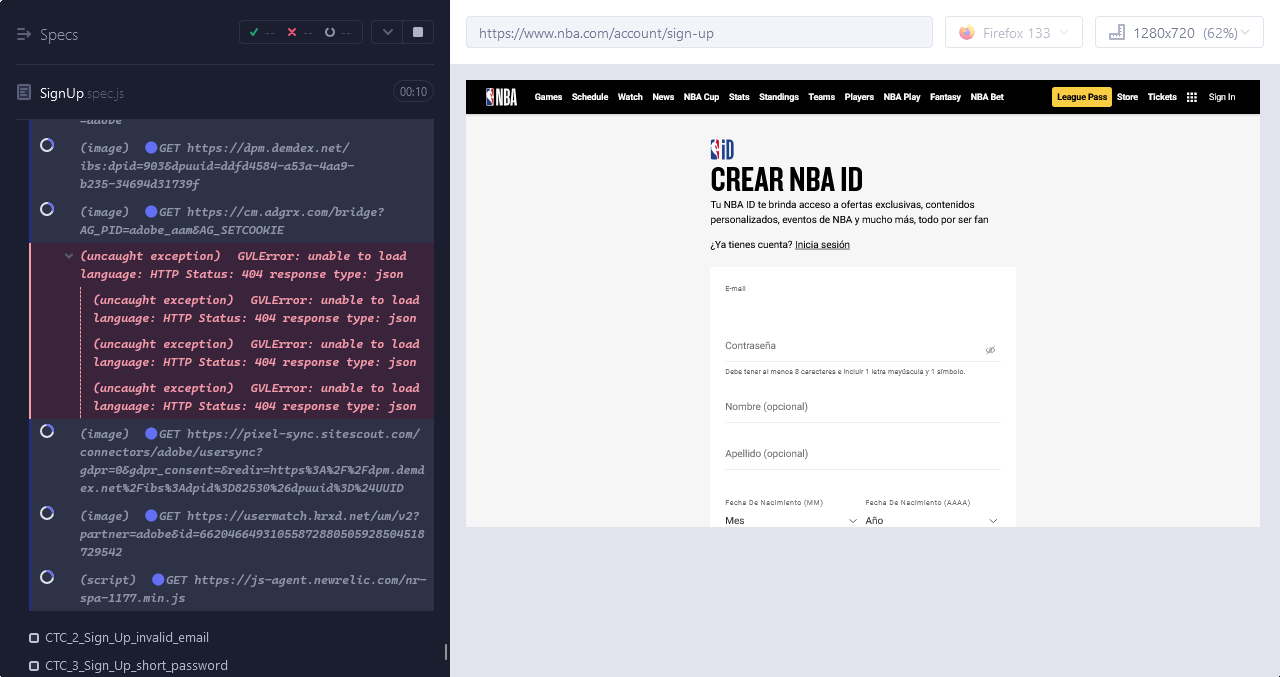 Specs
-- -- --
SignUp.spec.js
00:10
=adobe
(image) GET https://dpm.demdex.net/
ibs:dpid=903&dpuuid=ddfd4584-a53a-4aa9-
b235-34694d31739f
(image) GET https://cm.adgrx.com/bridge?
AG_PID=adobe_aam&AG_SETCOOKIE
(uncaught exception) GVLError: unable to load
language: HTTP Status: 404 response type: json
(uncaught exception) GVLError: unable to load
language: HTTP Status: 404 response type: json
(uncaught exception) GVLError: unable to load
language: HTTP Status: 404 response type: json
(uncaught exception) GVLError: unable to load
language: HTTP Status: 404 response type: json
(image) GET https://pixel-sync.sitescout.com/
connectors/adobe/usersync?
gdpr=0&gdpr_consent=&redir=https%3A%2F%2Fdpm.demd
ex.net%2Fibs%3Adpid%3D82530%26dpuuid%3D%24UUID
(image) GET https://usermatch.krxd.net/um/v2?
partner=adobe&id=66204664931055872880505928504518
729542
(script) GET https://js-agent.newrelic.com/nr-
spa-1177.min.js
CTC_2_Sign_Up_invalid_email
CTC_3_Sign_Up_short_password
https://www.nba.com/account/sign-up
Firefox 133
1280x720 (62%)
NBA Games Schedule Watch News NBA Cup Stats Standings Teams Players NBA Play Fantasy NBA Bet League Pass Store Tickets Sign In
iD
CREAR NBA ID
Tu NBA ID te brinda acceso a ofertas exclusivas, contenidos
personalizados, eventos de NBA y mucho más, todo por ser fan
¿Ya tienes cuenta? Inicia sesión
E-mail
Contraseña
Debe tener al menos 8 caracteres e incluir 1 letra mayúscula y 1 símbolo.
Nombre (opcional)
Apellido (opcional)
Fecha De Nacimiento (MM) Fecha De Nacimiento (AAAA)
Mes Año